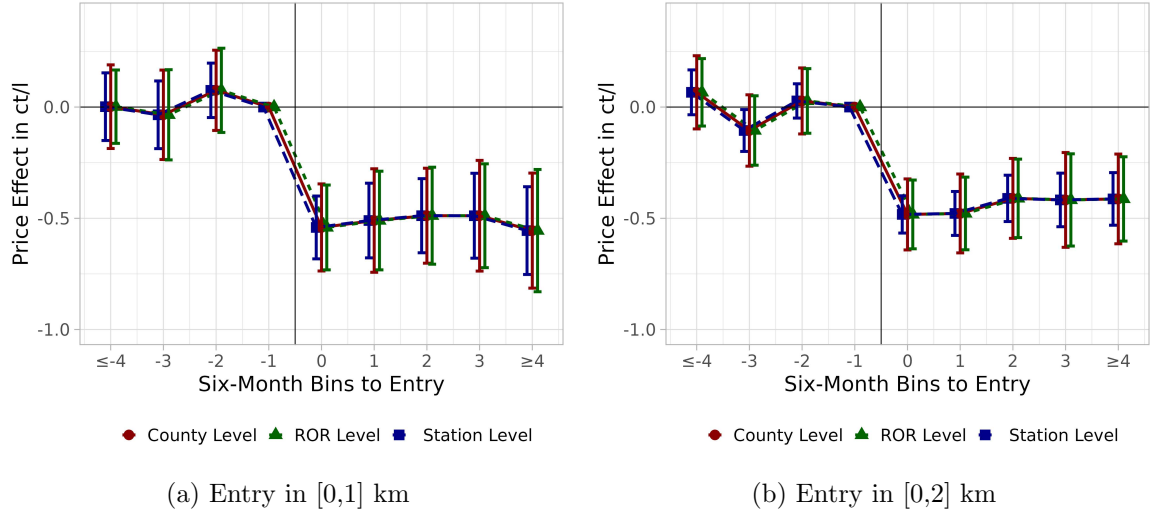 Price Effect in ct/l
0.0
-0.5
-1.0
≤-4 -3 -2 -1 0 1 2 3 ≥4
Six-Month Bins to Entry
County Level ROR Level Station Level
(a) Entry in [0,1] km
Price Effect in ct/l
0.0
-0.5
-1.0
≤-4 -3 -2 -1 0 1 2 3 ≥4
Six-Month Bins to Entry
County Level ROR Level Station Level
(b) Entry in [0,2] km